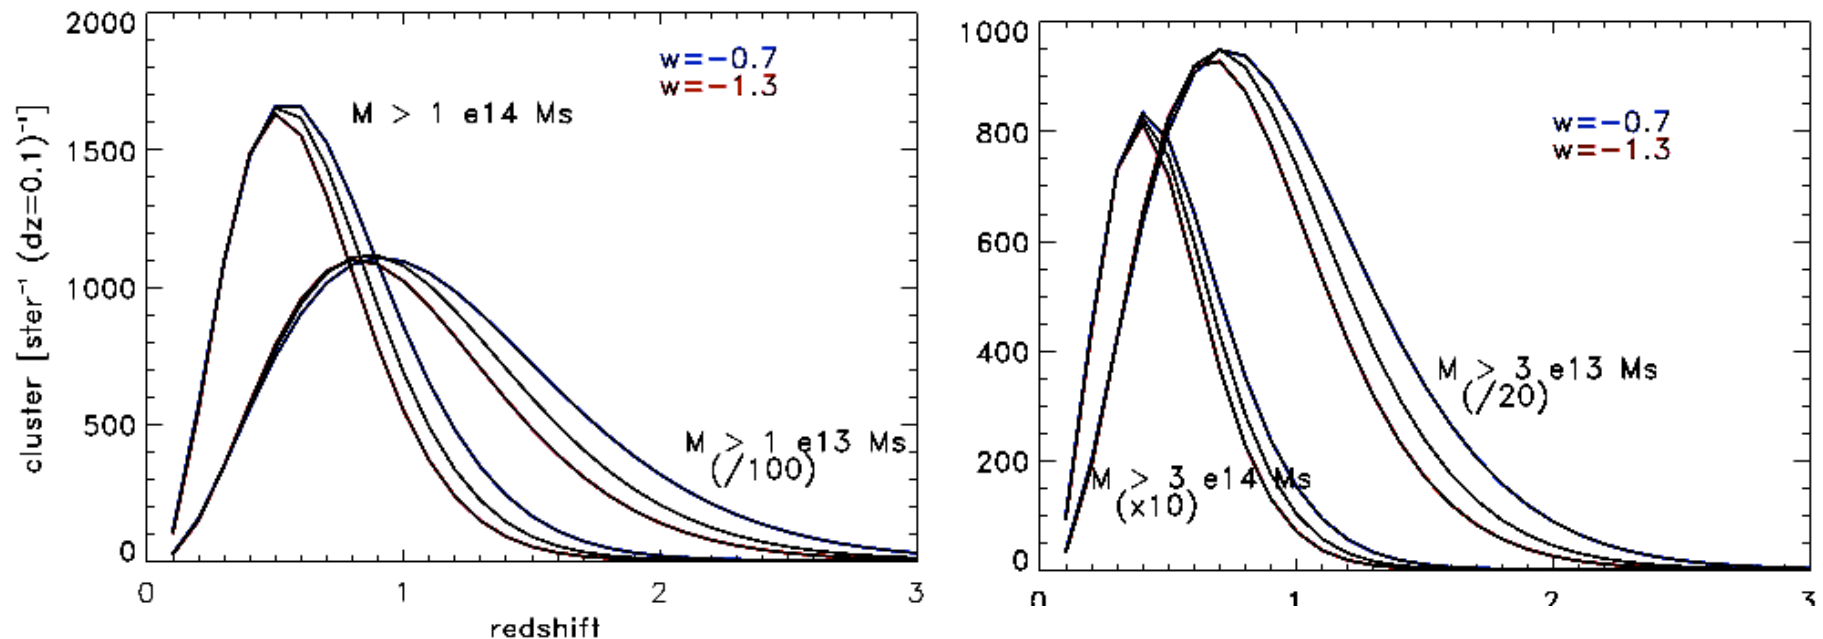 2000
1500
1000
500
0
cluster [ster⁻¹ (dz=0.1)⁻¹]
w=−0.7
w=−1.3
M > 1 e14 Ms
M > 1 e13 Ms
(/100)
0 1 2 3
redshift
1000
800
600
400
200
0
w=−0.7
w=−1.3
M > 3 e13 Ms
(/20)
M > 3 e14 Ms
(x10)
0 1 2 3